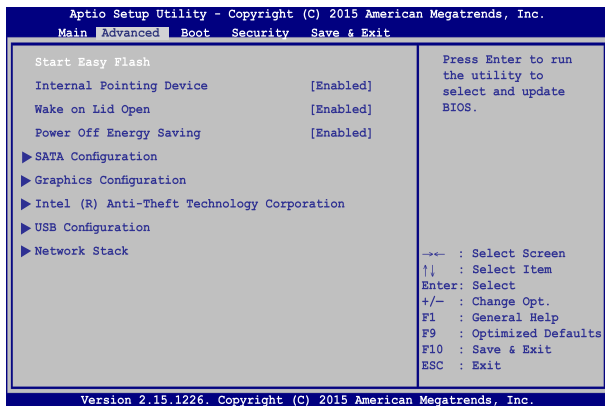 Aptio Setup Utility - Copyright (C) 2015 American Megatrends, Inc.
Main Advanced Boot Security Save & Exit
Start Easy Flash
Internal Pointing Device [Enabled]
Wake on Lid Open [Enabled]
Power Off Energy Saving [Enabled]
SATA Configuration
Graphics Configuration
Intel (R) Anti-Theft Technology Corporation
USB Configuration
Network Stack
Press Enter to run
the utility to
select and update
BIOS.
→← : Select Screen
↑↓ : Select Item
Enter: Select
+/— : Change Opt.
F1 : General Help
F9 : Optimized Defaults
F10 : Save & Exit
ESC : Exit
Version 2.15.1226. Copyright (C) 2015 American Megatrends, Inc.